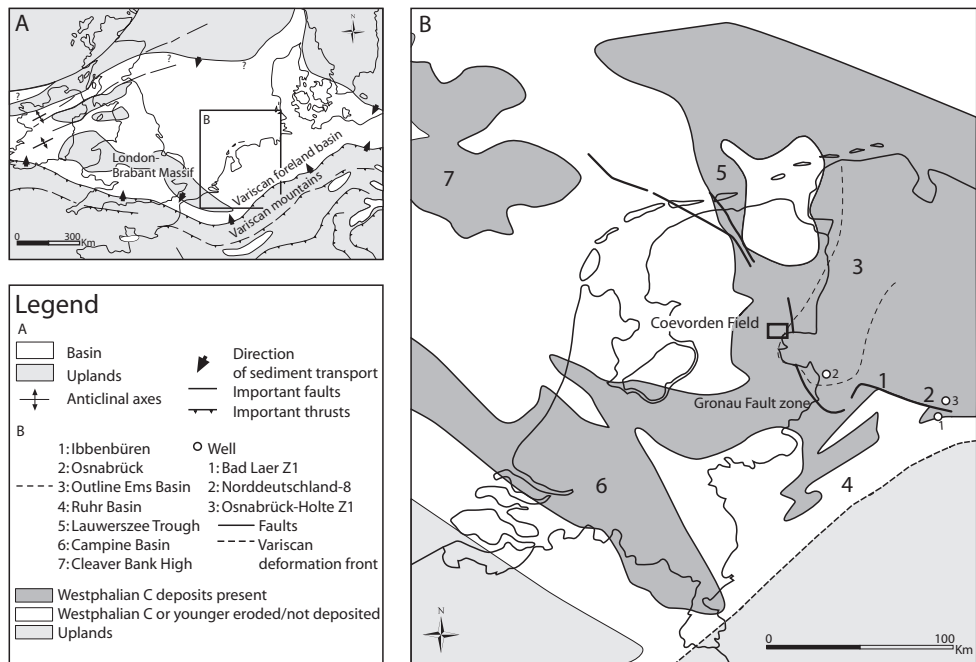 A
N
?
?
?
B
London-
Brabant Massif
Variscan foreland basin
Variscan mountains
0 300
Km
Legend
A
Basin
Uplands
Anticlinal axes
Direction
of sediment transport
Important faults
Important thrusts
B
1: Ibbenbüren
2: Osnabrück
3: Outline Ems Basin
4: Ruhr Basin
5: Lauwerszee Trough
6: Campine Basin
7: Cleaver Bank High
Well
1: Bad Laer Z1
2: Norddeutschland-8
3: Osnabrück-Holte Z1
Faults
Variscan
deformation front
Westphalian C deposits present
Westphalian C or younger eroded/not deposited
Uplands
B
7
5
3
Coevorden Field
2
1
Gronau Fault zone
2
3
1
6
4
N
0 100
Km